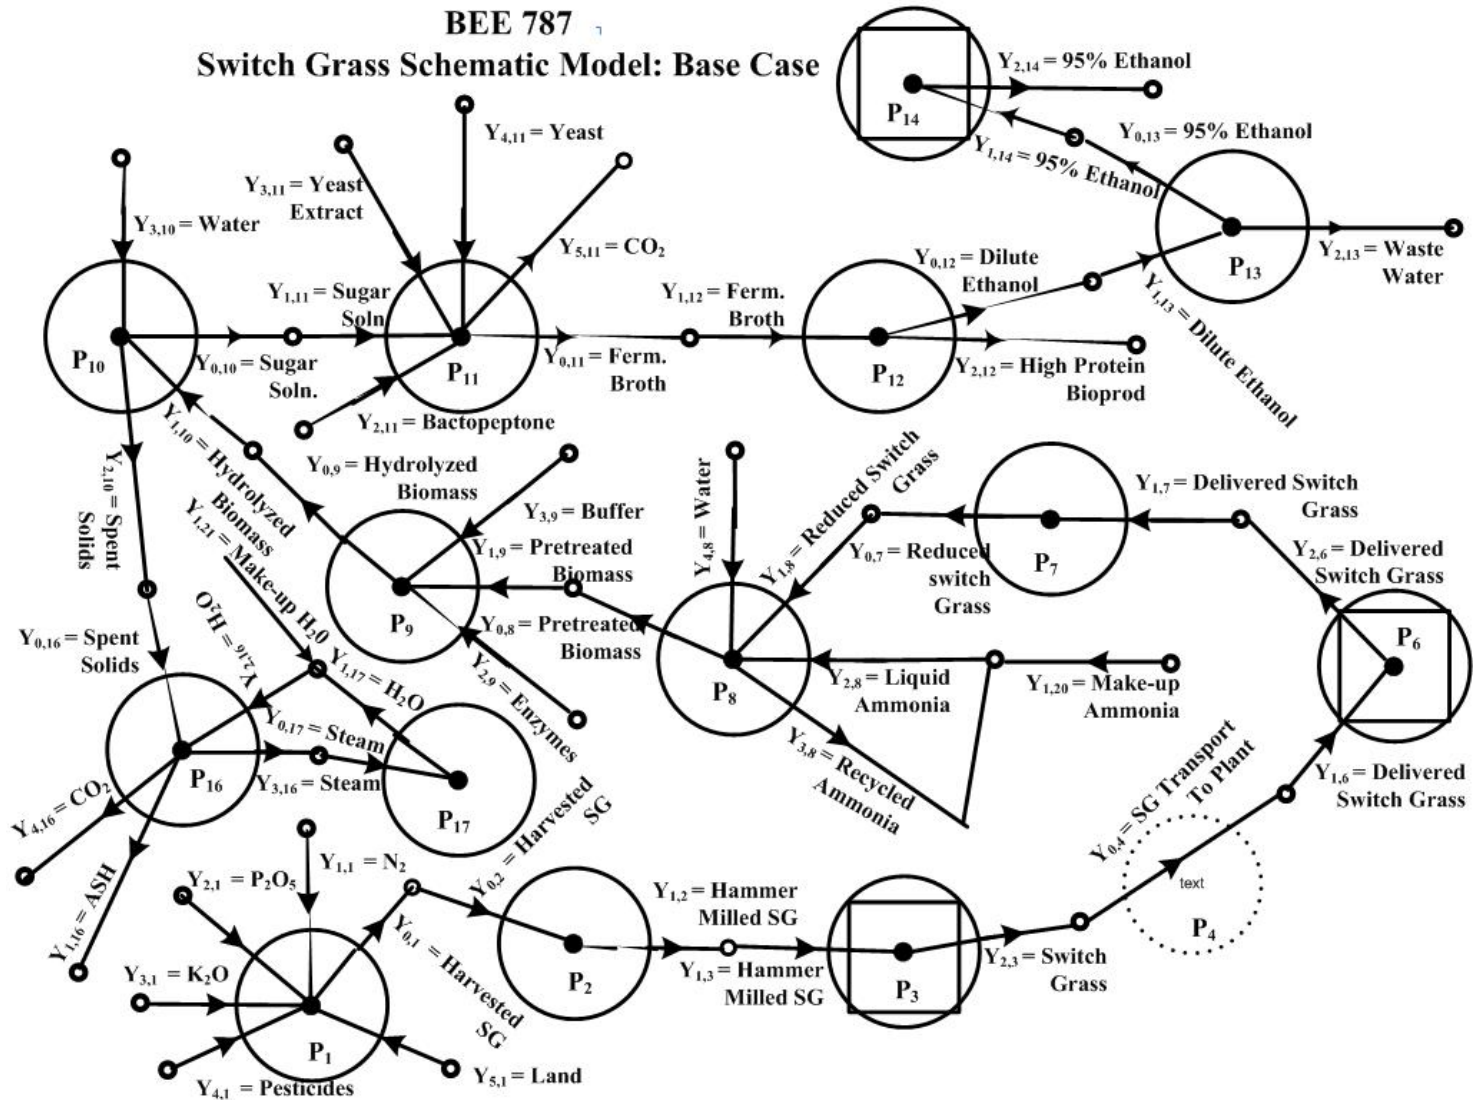 BEE 787
Switch Grass Schematic Model: Base Case
P₁₄
Y₂,₁₄ = 95% Ethanol
Y₀,₁₃ = 95% Ethanol
Y₁,₁₄ = 95% Ethanol
P₁₃
Y₂,₁₃ = Waste
Water
Y₁,₁₃ = Dilute Ethanol
Y₀,₁₂ = Dilute
Ethanol
P₁₂
Y₂,₁₂ = High Protein
Bioprod
Y₁,₁₂ = Ferm.
Broth
Y₀,₁₁ = Ferm.
Broth
Y₄,₁₁ = Yeast
Y₃,₁₁ = Yeast
Extract
Y₅,₁₁ = CO₂
P₁₁
Y₂,₁₁ = Bactopeptone
Y₁,₁₁ = Sugar
Soln
Y₀,₁₀ = Sugar
Soln.
Y₃,₁₀ = Water
P₁₀
Y₁,₁₀ = Hydrolyzed
Biomass
Y₂,₁₀ = Spent
Solids
Y₀,₉ = Hydrolyzed
Biomass
Y₃,₉ = Buffer
Y₁,₉ = Pretreated
Biomass
P₉
Y₀,₈ = Pretreated
Biomass
Y₂,₉ = Enzymes
Y₄,₈ = Water
Y₁,₈ = Reduced Switch
Grass
Y₀,₇ = Reduced
switch
Grass
P₇
Y₁,₇ = Delivered Switch
Grass
Y₂,₆ = Delivered
Switch Grass
P₆
Y₁,₆ = Delivered
Switch Grass
P₈
Y₂,₈ = Liquid
Ammonia
Y₁,₂₀ = Make-up
Ammonia
Y₃,₈ = Recycled
Ammonia
Y₀,₄ = SG Transport
To Plant
text
P₄
Y₁,₂₁ = Make-up H₂0
Y₂,₁₆ = H₂O
Y₁,₁₇ = H₂O
Y₀,₁₆ = Spent
Solids
Y₀,₁₇ = Steam
Y₃,₁₆ = Steam
P₁₆
P₁₇
Y₄,₁₆ = CO₂
Y₁,₁₆ = ASH
Y₁,₁ = N₂
Y₂,₁ = P₂O₅
Y₃,₁ = K₂O
P₁
Y₄,₁ = Pesticides
Y₅,₁ = Land
Y₀,₁ = Harvested
SG
Y₀,₂ = Harvested
SG
P₂
Y₁,₂ = Hammer
Milled SG
Y₁,₃ = Hammer
Milled SG
P₃
Y₂,₃ = Switch
Grass